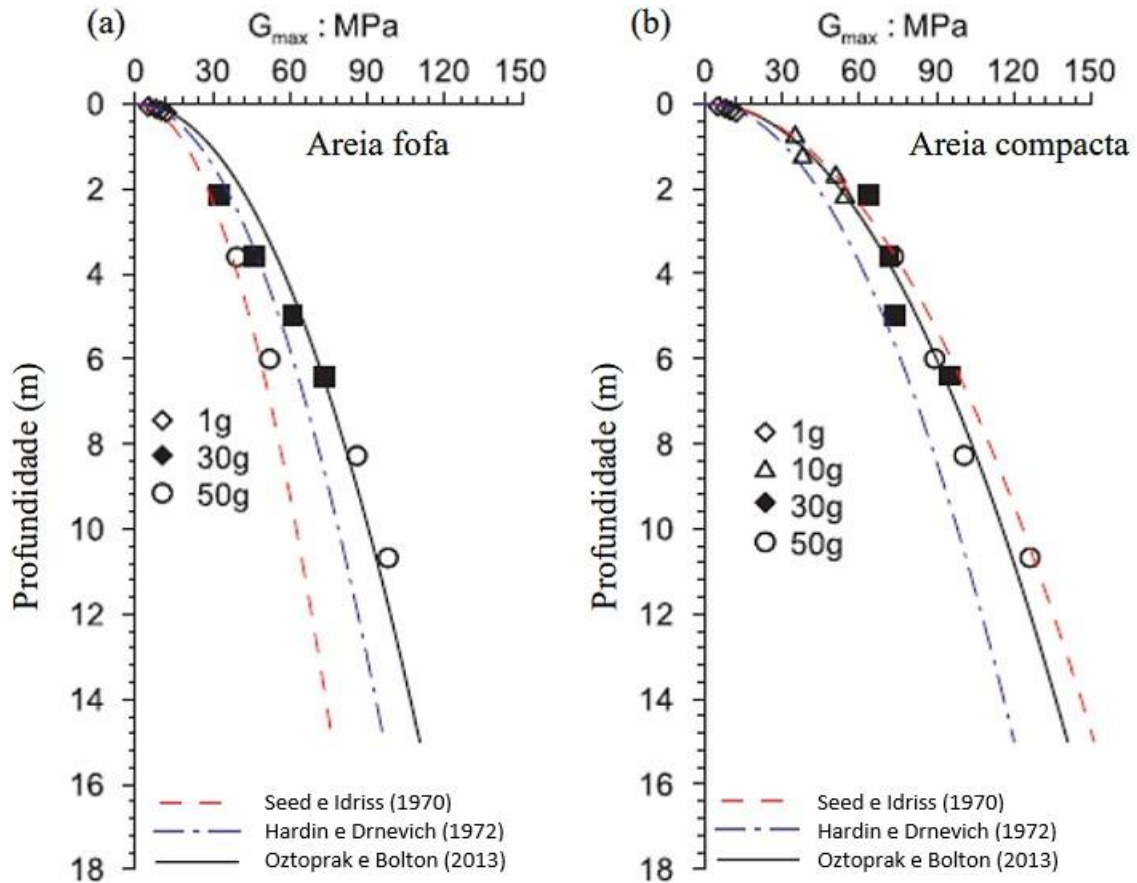 (a) G_max : MPa
0 30 60 90 120 150
0
2
4
6
8
10
12
14
16
18
Profundidade (m)
Areia fofa
1g
30g
50g
Seed e Idriss (1970)
Hardin e Drnevich (1972)
Oztoprak e Bolton (2013)
(b) G_max : MPa
0 30 60 90 120 150
0
2
4
6
8
10
12
14
16
18
Profundidade (m)
Areia compacta
1g
10g
30g
50g
Seed e Idriss (1970)
Hardin e Drnevich (1972)
Oztoprak e Bolton (2013)